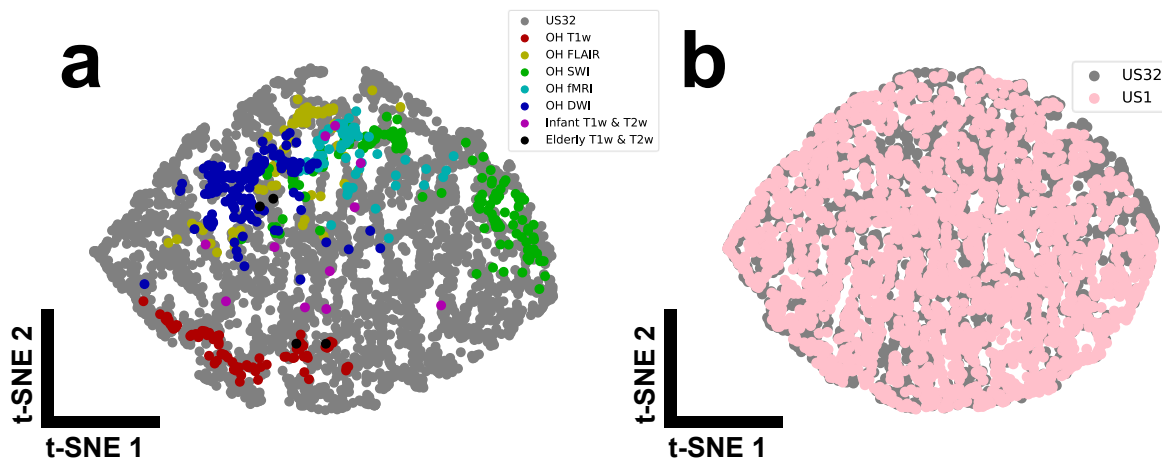 a
US32
OH T1w
OH FLAIR
OH SWI
OH fMRI
OH DWI
Infant T1w & T2w
Elderly T1w & T2w
t-SNE 2
t-SNE 1
b
US32
US1
t-SNE 2
t-SNE 1